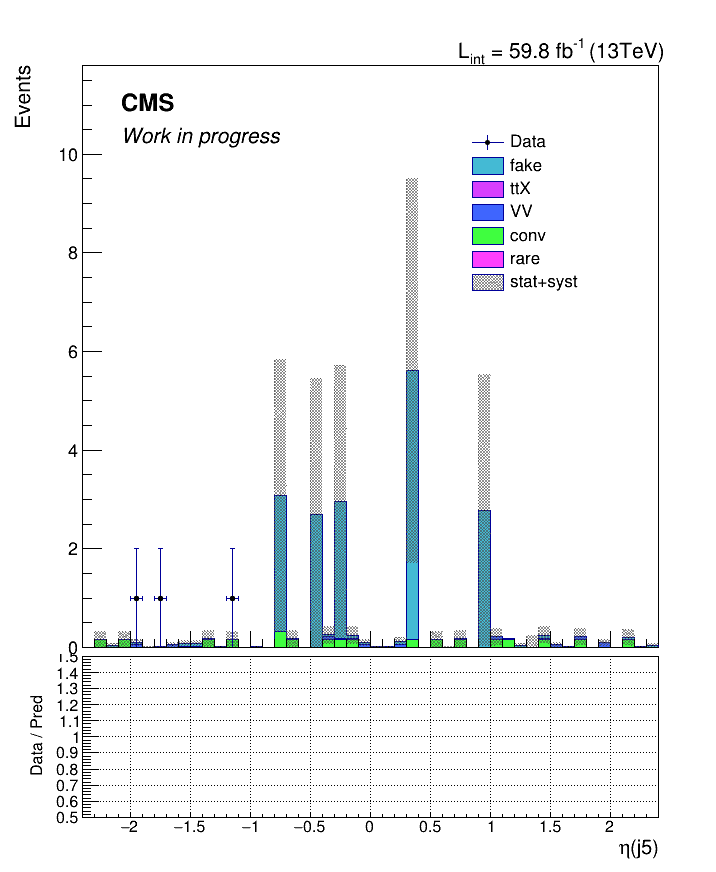 L_int = 59.8 fb^-1 (13TeV)
Events
CMS
Work in progress
Data
fake
ttX
VV
conv
rare
stat+syst
10
8
6
4
2
0
Data / Pred
1.5
1.4
1.3
1.2
1.1
1
0.9
0.8
0.7
0.6
0.5
−2 −1.5 −1 −0.5 0 0.5 1 1.5 2
η(j5)